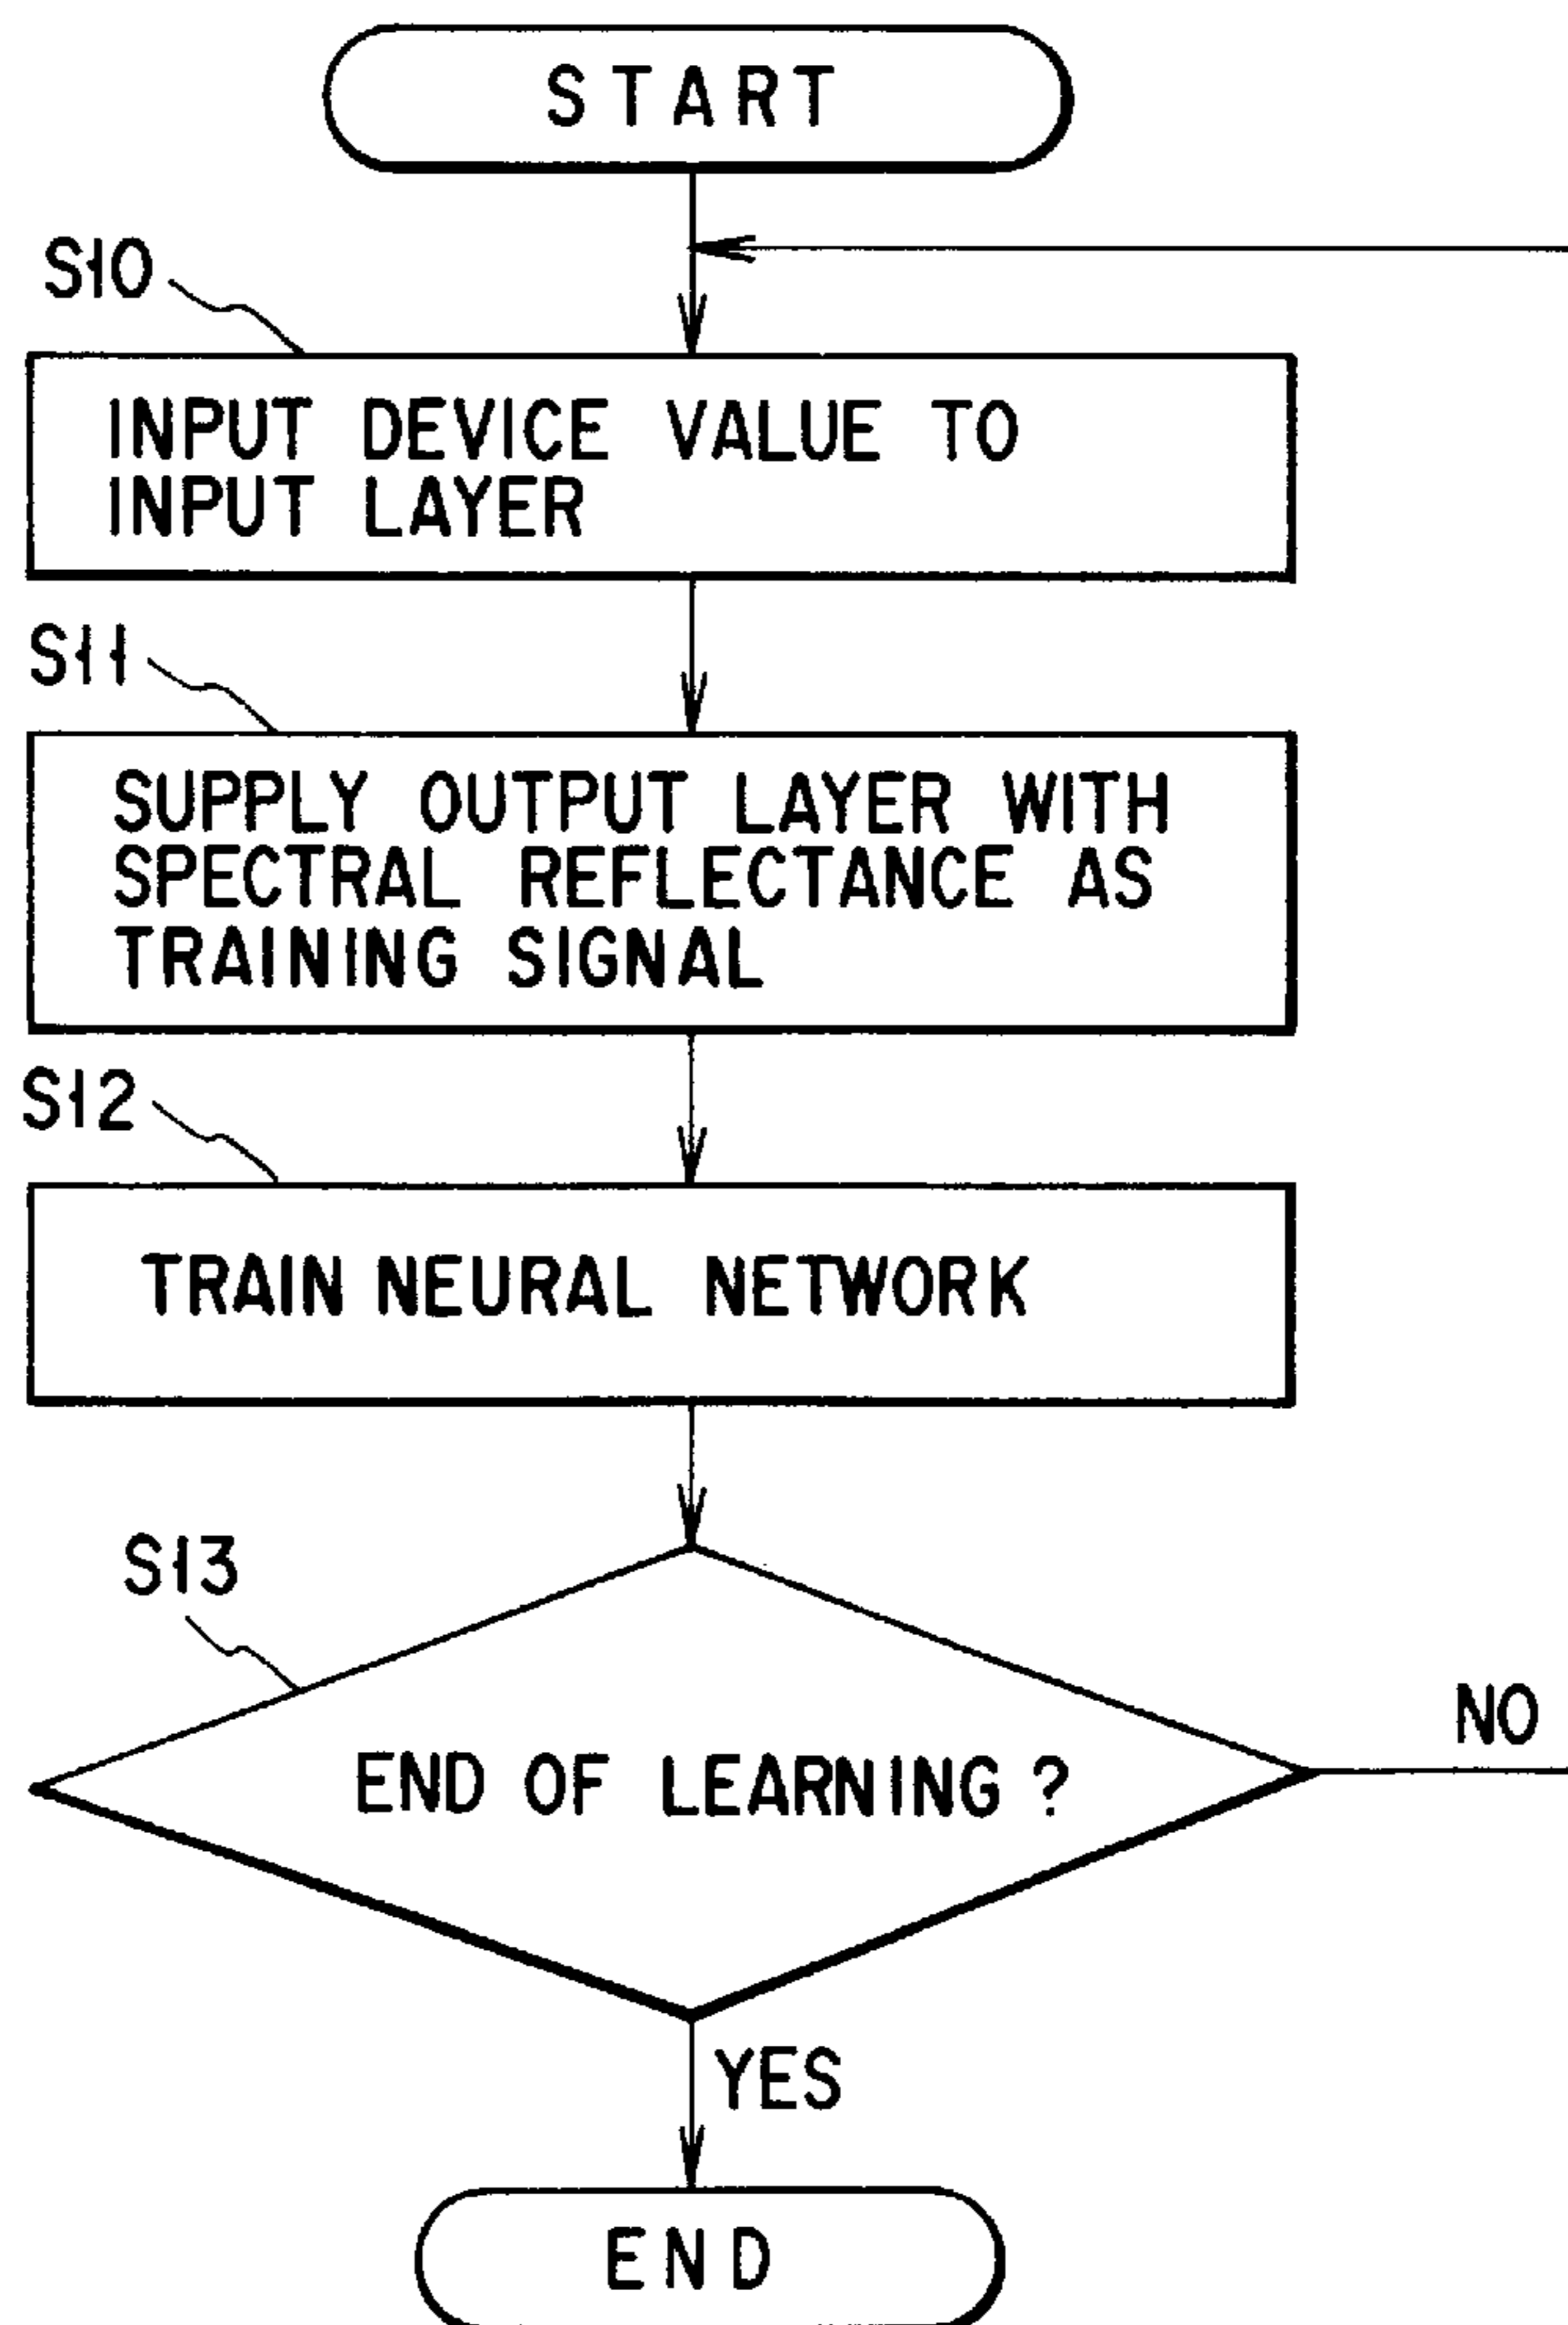 START
S10
INPUT DEVICE VALUE TO
INPUT LAYER
S11
SUPPLY OUTPUT LAYER WITH
SPECTRAL REFLECTANCE AS
TRAINING SIGNAL
S12
TRAIN NEURAL NETWORK
S13
END OF LEARNING ?
NO
YES
END